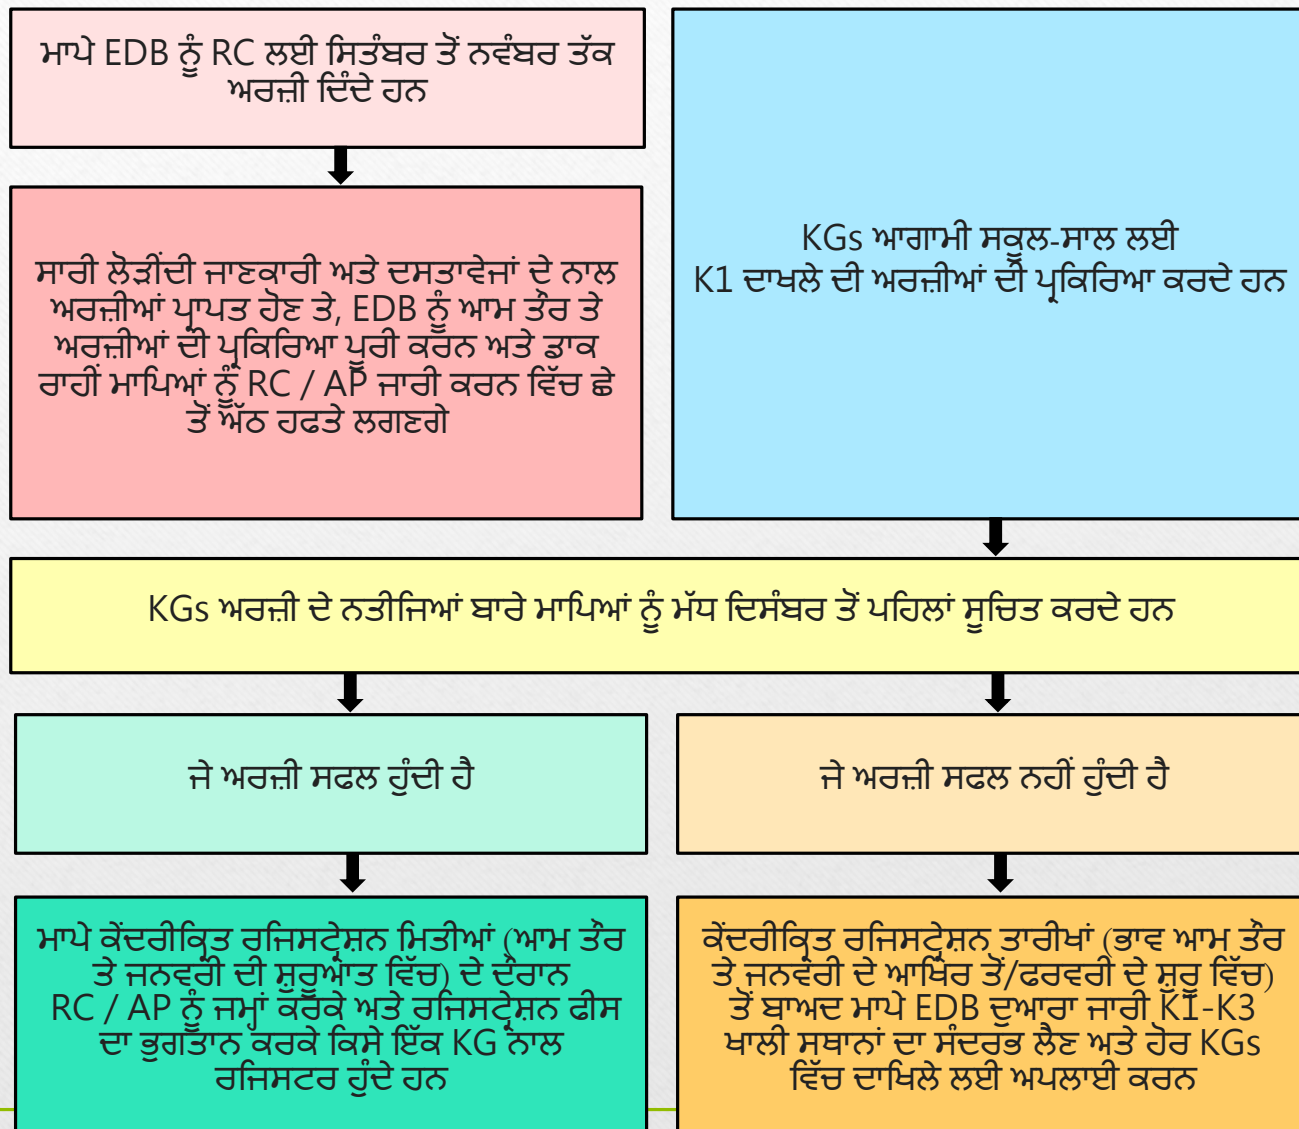 ਮਾਪੇ EDB ਨੂੰ RC ਲਈ ਸਿਤੰਬਰ ਤੋਂ ਨਵੰਬਰ ਤੱਕ
ਅਰਜ਼ੀ ਦਿੰਦੇ ਹਨ
ਸਾਰੀ ਲੋੜੀਂਦੀ ਜਾਣਕਾਰੀ ਅਤੇ ਦਸਤਾਵੇਜਾਂ ਦੇ ਨਾਲ
ਅਰਜ਼ੀਆਂ ਪ੍ਰਾਪਤ ਹੋਣ ਤੇ, EDB ਨੂੰ ਆਮ ਤੌਰ ਤੇ
ਅਰਜ਼ੀਆਂ ਦੀ ਪ੍ਰਕਿਰਿਆ ਪੂਰੀ ਕਰਨ ਅਤੇ ਡਾਕ
ਰਾਹੀਂ ਮਾਪਿਆਂ ਨੂੰ RC / AP ਜਾਰੀ ਕਰਨ ਵਿੱਚ ਛੇ
ਤੋਂ ਅੱਠ ਹਫਤੇ ਲਗਣਗੇ
KGs ਆਗਾਮੀ ਸਕੂਲ-ਸਾਲ ਲਈ
K1 ਦਾਖਲੇ ਦੀ ਅਰਜ਼ੀਆਂ ਦੀ ਪ੍ਰਕਿਰਿਆ ਕਰਦੇ ਹਨ
KGs ਅਰਜ਼ੀ ਦੇ ਨਤੀਜਿਆਂ ਬਾਰੇ ਮਾਪਿਆਂ ਨੂੰ ਮੱਧ ਦਿਸੰਬਰ ਤੋਂ ਪਹਿਲਾਂ ਸੂਚਿਤ ਕਰਦੇ ਹਨ
ਜੇ ਅਰਜ਼ੀ ਸਫਲ ਹੁੰਦੀ ਹੈ
ਜੇ ਅਰਜ਼ੀ ਸਫਲ ਨਹੀਂ ਹੁੰਦੀ ਹੈ
ਮਾਪੇ ਕੇਂਦਰੀਕ੍ਰਿਤ ਰਜਿਸਟ੍ਰੇਸ਼ਨ ਮਿਤੀਆਂ (ਆਮ ਤੌਰ
ਤੇ ਜਨਵਰੀ ਦੀ ਸ਼ੁਰੂਆਤ ਵਿੱਚ) ਦੇ ਦੌਰਾਨ
RC / AP ਨੂੰ ਜਮ੍ਹਾਂ ਕਰਕੇ ਅਤੇ ਰਜਿਸਟ੍ਰੇਸ਼ਨ ਫੀਸ
ਦਾ ਭੁਗਤਾਨ ਕਰਕੇ ਕਿਸੇ ਇੱਕ KG ਨਾਲ
ਰਜਿਸਟਰ ਹੁੰਦੇ ਹਨ
ਕੇਂਦਰੀਕ੍ਰਿਤ ਰਜਿਸਟ੍ਰੇਸ਼ਨ ਤਾਰੀਖਾਂ (ਭਾਵ ਆਮ ਤੌਰ
ਤੇ ਜਨਵਰੀ ਦੇ ਆਖਿਰ ਤੋਂ/ਫਰਵਰੀ ਦੇ ਸ਼ੁਰੂ ਵਿੱਚ)
ਤੋਂ ਬਾਅਦ ਮਾਪੇ EDB ਦੁਆਰਾ ਜਾਰੀ K1-K3
ਖਾਲੀ ਸਥਾਨਾਂ ਦਾ ਸੰਦਰਭ ਲੈਣ ਅਤੇ ਹੋਰ KGs
ਵਿੱਚ ਦਾਖਿਲੇ ਲਈ ਅਪਲਾਈ ਕਰਨ